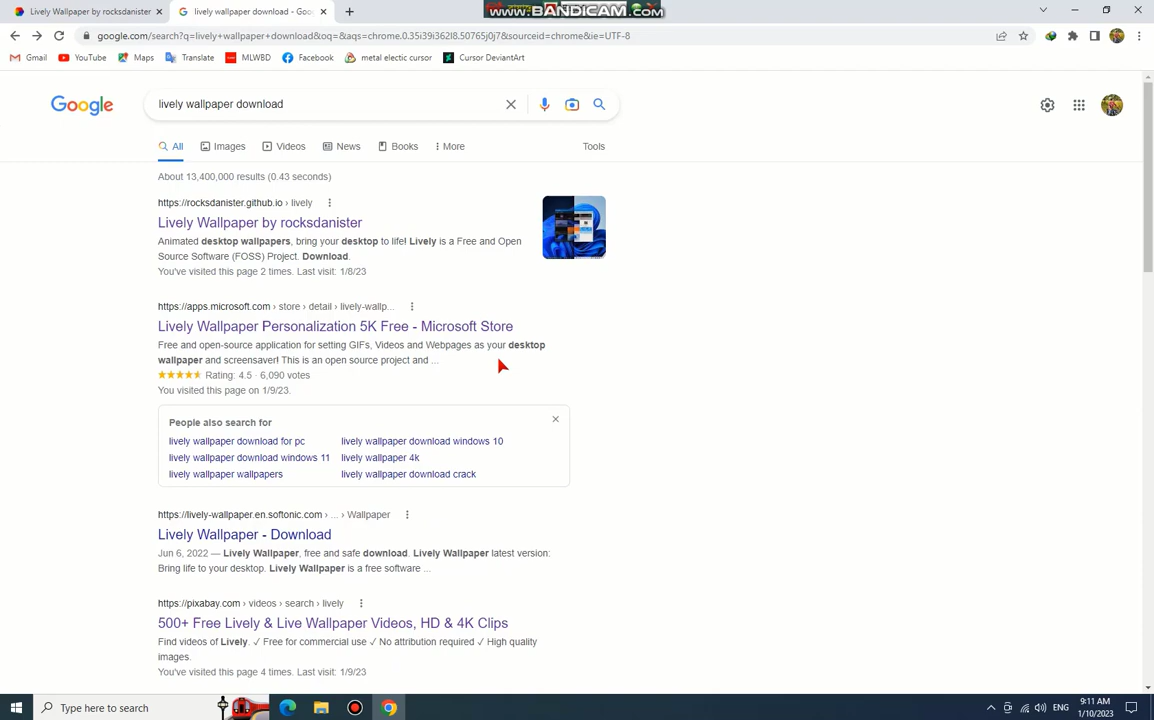 Lively Wallpaper by rocksdanister
lively wallpaper download - Goo
www.BANDICAM.com
google.com/search?q=lively+wallpaper+download&oq=&aqs=chrome.0.35i39i362l8.50765j0j7&sourceid=chrome&ie=UTF-8
Gmail YouTube Maps Translate MLWBD Facebook metal electic cursor Cursor DeviantArt
Google
lively wallpaper download
All Images Videos News Books More Tools
About 13,400,000 results (0.43 seconds)
https://rocksdanister.github.io › lively
Lively Wallpaper by rocksdanister
Animated desktop wallpapers, bring your desktop to life! Lively is a Free and Open
Source Software (FOSS) Project. Download.
You've visited this page 2 times. Last visit: 1/8/23
https://apps.microsoft.com › store › detail › lively-wallp...
Lively Wallpaper Personalization 5K Free - Microsoft Store
Free and open-source application for setting GIFs, Videos and Webpages as your desktop
wallpaper and screensaver! This is an open source project and ...
Rating: 4.5 · 6,090 votes
You visited this page on 1/9/23.
People also search for
lively wallpaper download for pc lively wallpaper download windows 10
lively wallpaper download windows 11 lively wallpaper 4k
lively wallpaper wallpapers lively wallpaper download crack
https://lively-wallpaper.en.softonic.com › ... › Wallpaper
Lively Wallpaper - Download
Jun 6, 2022 — Lively Wallpaper, free and safe download. Lively Wallpaper latest version:
Bring life to your desktop. Lively Wallpaper is a free software ...
https://pixabay.com › videos › search › lively
500+ Free Lively & Live Wallpaper Videos, HD & 4K Clips
Find videos of Lively. ✓ Free for commercial use ✓ No attribution required ✓ High quality
images.
You've visited this page 4 times. Last visit: 1/9/23
Type here to search
ENG
9:11 AM
1/10/2023